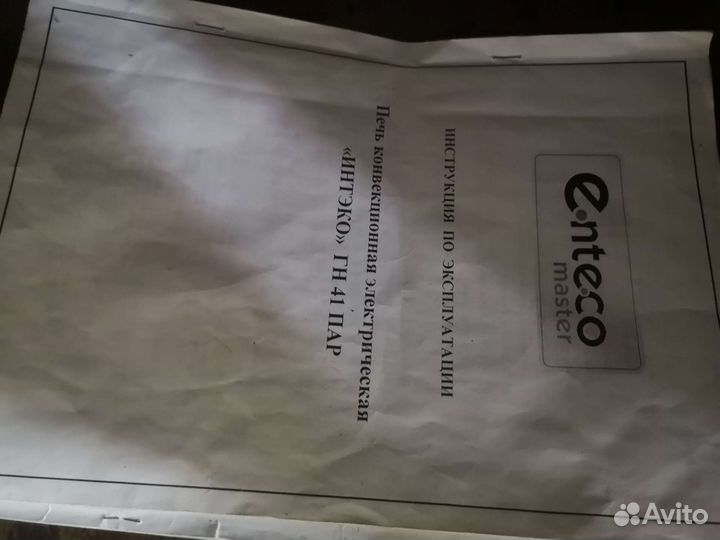 e·nteco
master
ИНСТРУКЦИЯ ПО ЭКСПЛУАТАЦИИ
Печь конвекционная электрическая
«ИНТЭКО» ГН 41 ПАР
Avito